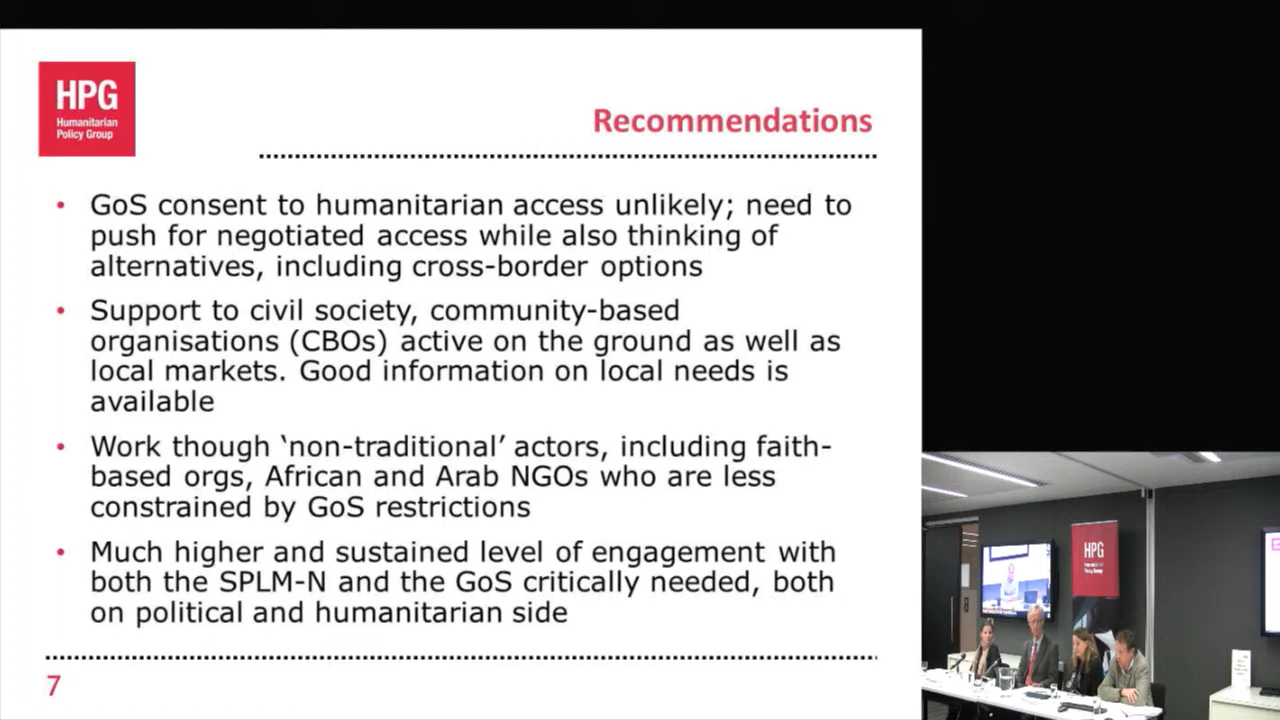 HPG
Humanitarian
Policy Group
Recommendations
• GoS consent to humanitarian access unlikely; need to
push for negotiated access while also thinking of
alternatives, including cross-border options
• Support to civil society, community-based
organisations (CBOs) active on the ground as well as
local markets. Good information on local needs is
available
• Work though ‘non-traditional’ actors, including faith-
based orgs, African and Arab NGOs who are less
constrained by GoS restrictions
• Much higher and sustained level of engagement with
both the SPLM-N and the GoS critically needed, both
on political and humanitarian side
7
HPG
Humanitarian
Policy Group